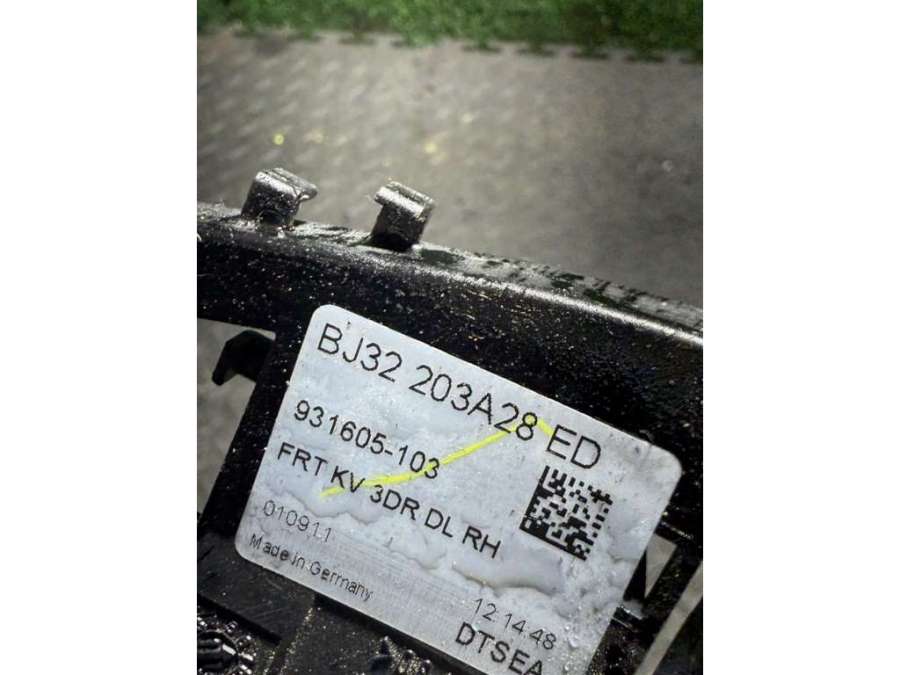 BJ32 203A28 ED
931605-103
FRT KV 3DR DL RH
010911
Made in Germany
12:14:48
DTSEA